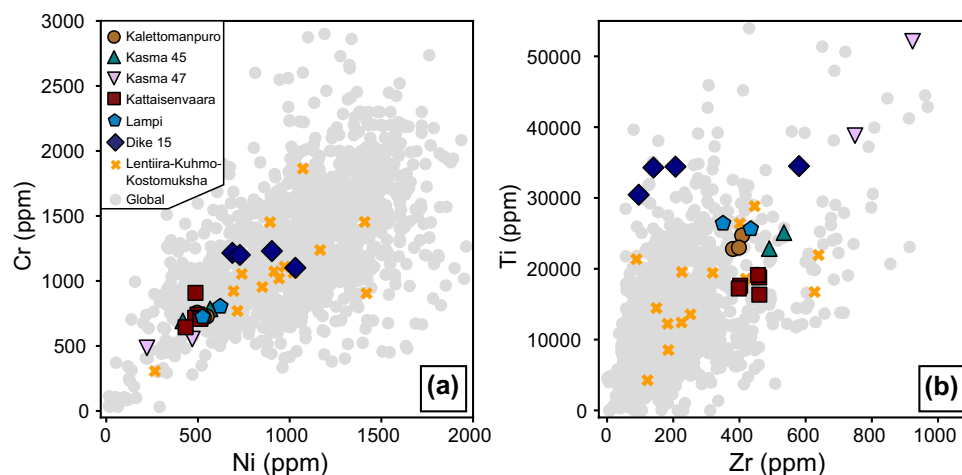 3000
2500
2000
1500
1000
500
0
Cr (ppm)
Kalettomanpuro
Kasma 45
Kasma 47
Kattaisenvaara
Lampi
Dike 15
Lentiira-Kuhmo-
Kostomuksha
Global
(a)
0
500
1000
1500
2000
Ni (ppm)
50000
40000
30000
20000
10000
0
Ti (ppm)
(b)
0
200
400
600
800
1000
Zr (ppm)